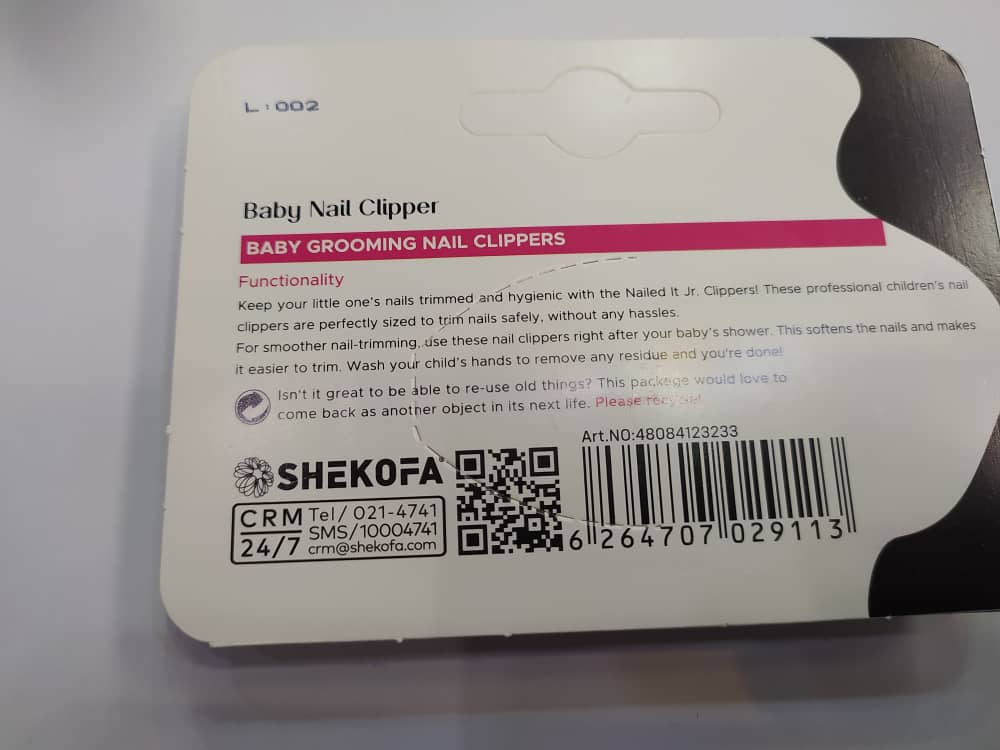 L:002
Baby Nail Clipper
BABY GROOMING NAIL CLIPPERS
Functionality
Keep your little one's nails trimmed and hygienic with the Nailed It Jr. Clippers! These professional children's nail
clippers are perfectly sized to trim nails safely, without any hassles.
For smoother nail-trimming, use these nail clippers right after your baby's shower. This softens the nails and makes
it easier to trim. Wash your child's hands to remove any residue and you're done!
Isn't it great to be able to re-use old things? This package would love to
come back as another object in its next life. Please recycle!
SHEKOFA
CRM
24/7
Tel/ 021-4741
SMS/10004741
crm@shekofa.com
Art.NO:48084123233
6 264707 029113